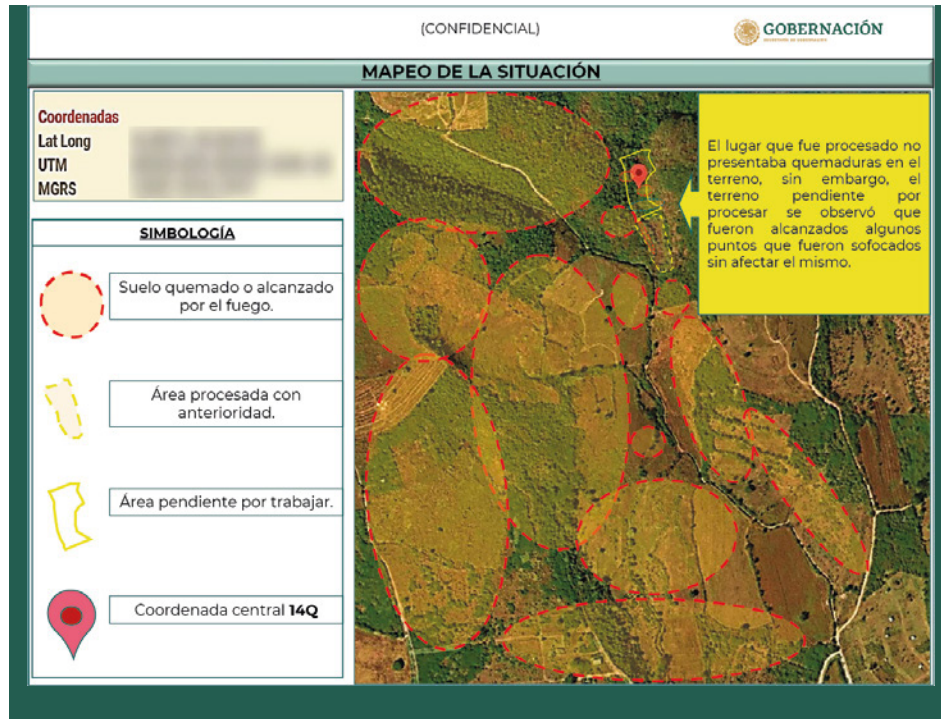 (CONFIDENCIAL)
GOBERNACIÓN
SECRETARÍA DE GOBERNACIÓN
MAPEO DE LA SITUACIÓN
Coordenadas
Lat Long
UTM
MGRS
SIMBOLOGÍA
Suelo quemado o alcanzado
por el fuego.
Área procesada con
anterioridad.
Área pendiente por trabajar.
Coordenada central 14Q
El lugar que fue procesado no
presentaba quemaduras en el
terreno, sin embargo, el
terreno pendiente por
procesar se observó que
fueron alcanzados algunos
puntos que fueron sofocados
sin afectar el mismo.